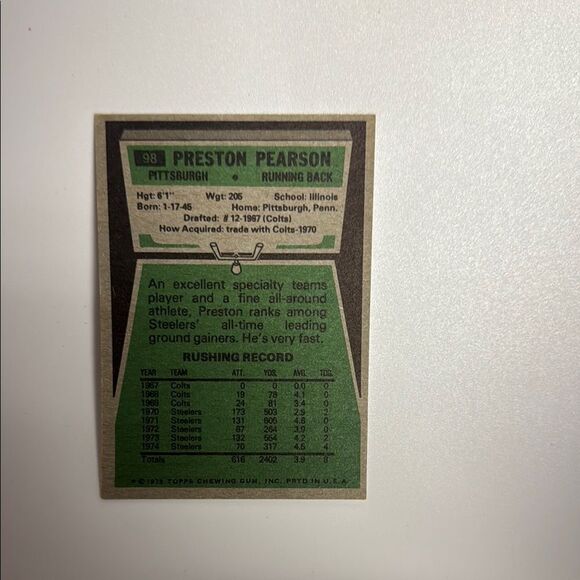 98 PRESTON PEARSON
PITTSBURGH • RUNNING BACK
Hgt: 6'1" Wgt: 205 School: Illinois
Born: 1-17-45 Home: Pittsburgh, Penn.
Drafted: #12-1967 (Colts)
How Acquired: trade with Colts-1970
An excellent specialty teams
player and a fine all-around
athlete, Preston ranks among
Steelers' all-time leading
ground gainers. He's very fast.
RUSHING RECORD
YEAR TEAM ATT. YDS. AVG. TDS.
1967 Colts 0 0 0.0 0
1968 Colts 19 78 4.1 0
1969 Colts 24 81 3.4 0
1970 Steelers 173 503 2.9 2
1971 Steelers 131 605 4.6 0
1972 Steelers 67 264 3.9 0
1973 Steelers 132 554 4.2 2
1974 Steelers 70 317 4.5 4
Totals 616 2402 3.9 8
© 1975 TOPPS CHEWING GUM, INC. PRTD IN U.S.A.